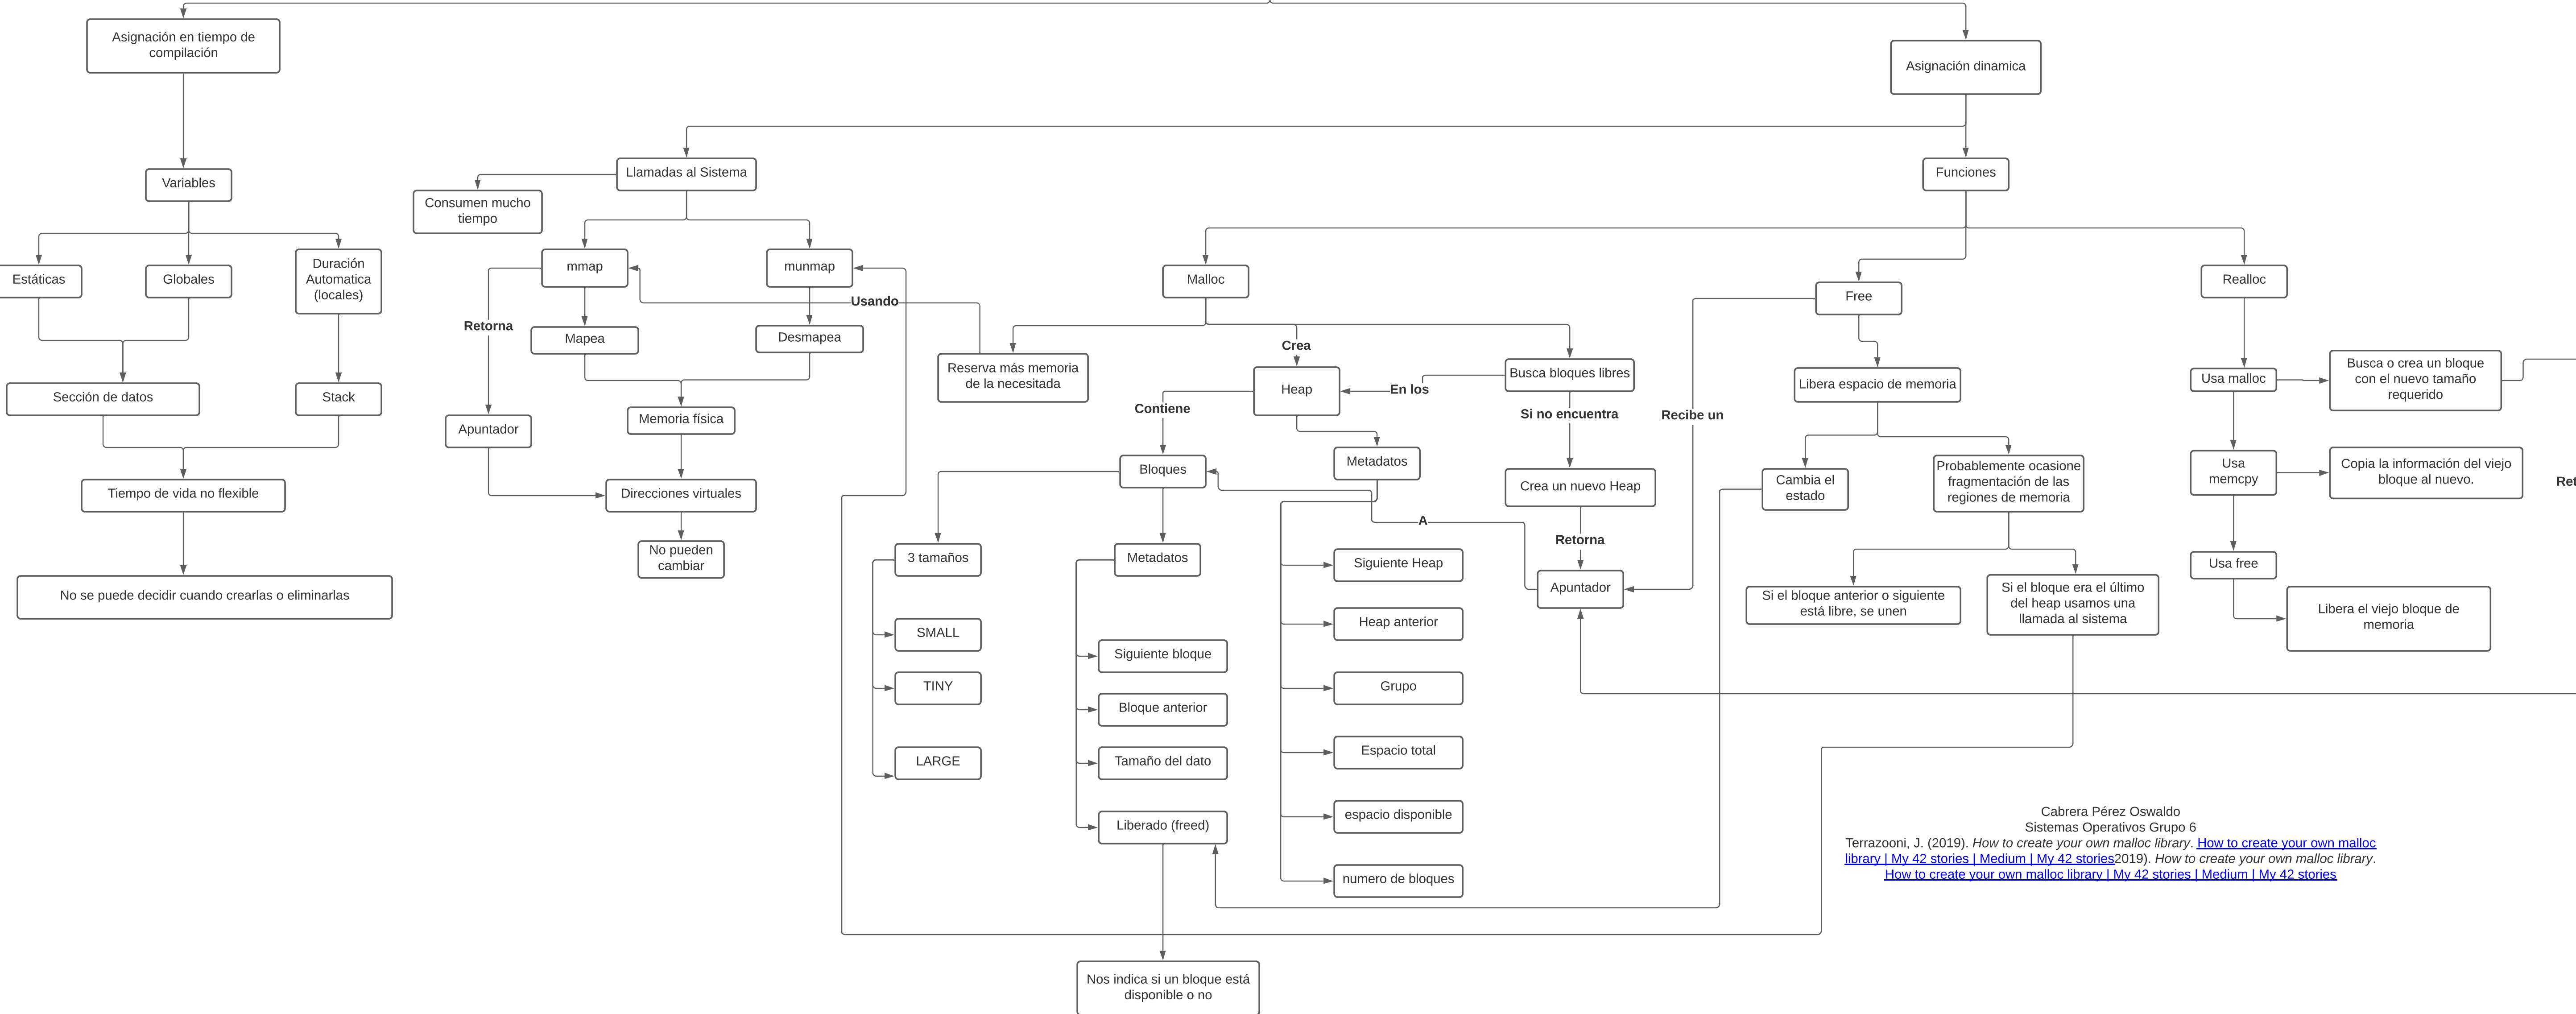 Asignación en tiempo de
compilación
Asignación dinamica
Variables
Llamadas al Sistema
Funciones
Consumen mucho
tiempo
Estáticas
Globales
Duración
Automatica
(locales)
mmap
munmap
Malloc
Free
Realloc
Usando
Retorna
Mapea
Desmapea
Crea
Reserva más memoria
de la necesitada
Heap
En los
Busca bloques libres
Libera espacio de memoria
Usa malloc
Busca o crea un bloque
con el nuevo tamaño
requerido
Sección de datos
Stack
Apuntador
Memoria física
Contiene
Si no encuentra
Recibe un
Bloques
Metadatos
Crea un nuevo Heap
Cambia el
estado
Probablemente ocasione
fragmentación de las
regiones de memoria
Usa
memcpy
Copia la información del viejo
bloque al nuevo.
Ret
Tiempo de vida no flexible
Direcciones virtuales
A
Retorna
No pueden
cambiar
3 tamaños
Metadatos
Siguiente Heap
Apuntador
Usa free
No se puede decidir cuando crearlas o eliminarlas
Si el bloque anterior o siguiente
está libre, se unen
Si el bloque era el último
del heap usamos una
llamada al sistema
Libera el viejo bloque de
memoria
SMALL
Siguiente bloque
Heap anterior
TINY
Bloque anterior
Grupo
LARGE
Tamaño del dato
Espacio total
Liberado (freed)
espacio disponible
numero de bloques
Cabrera Pérez Oswaldo
Sistemas Operativos Grupo 6
Terrazooni, J. (2019). How to create your own malloc library. How to create your own malloc
library | My 42 stories | Medium | My 42 stories2019). How to create your own malloc library.
How to create your own malloc library | My 42 stories | Medium | My 42 stories
Nos indica si un bloque está
disponible o no